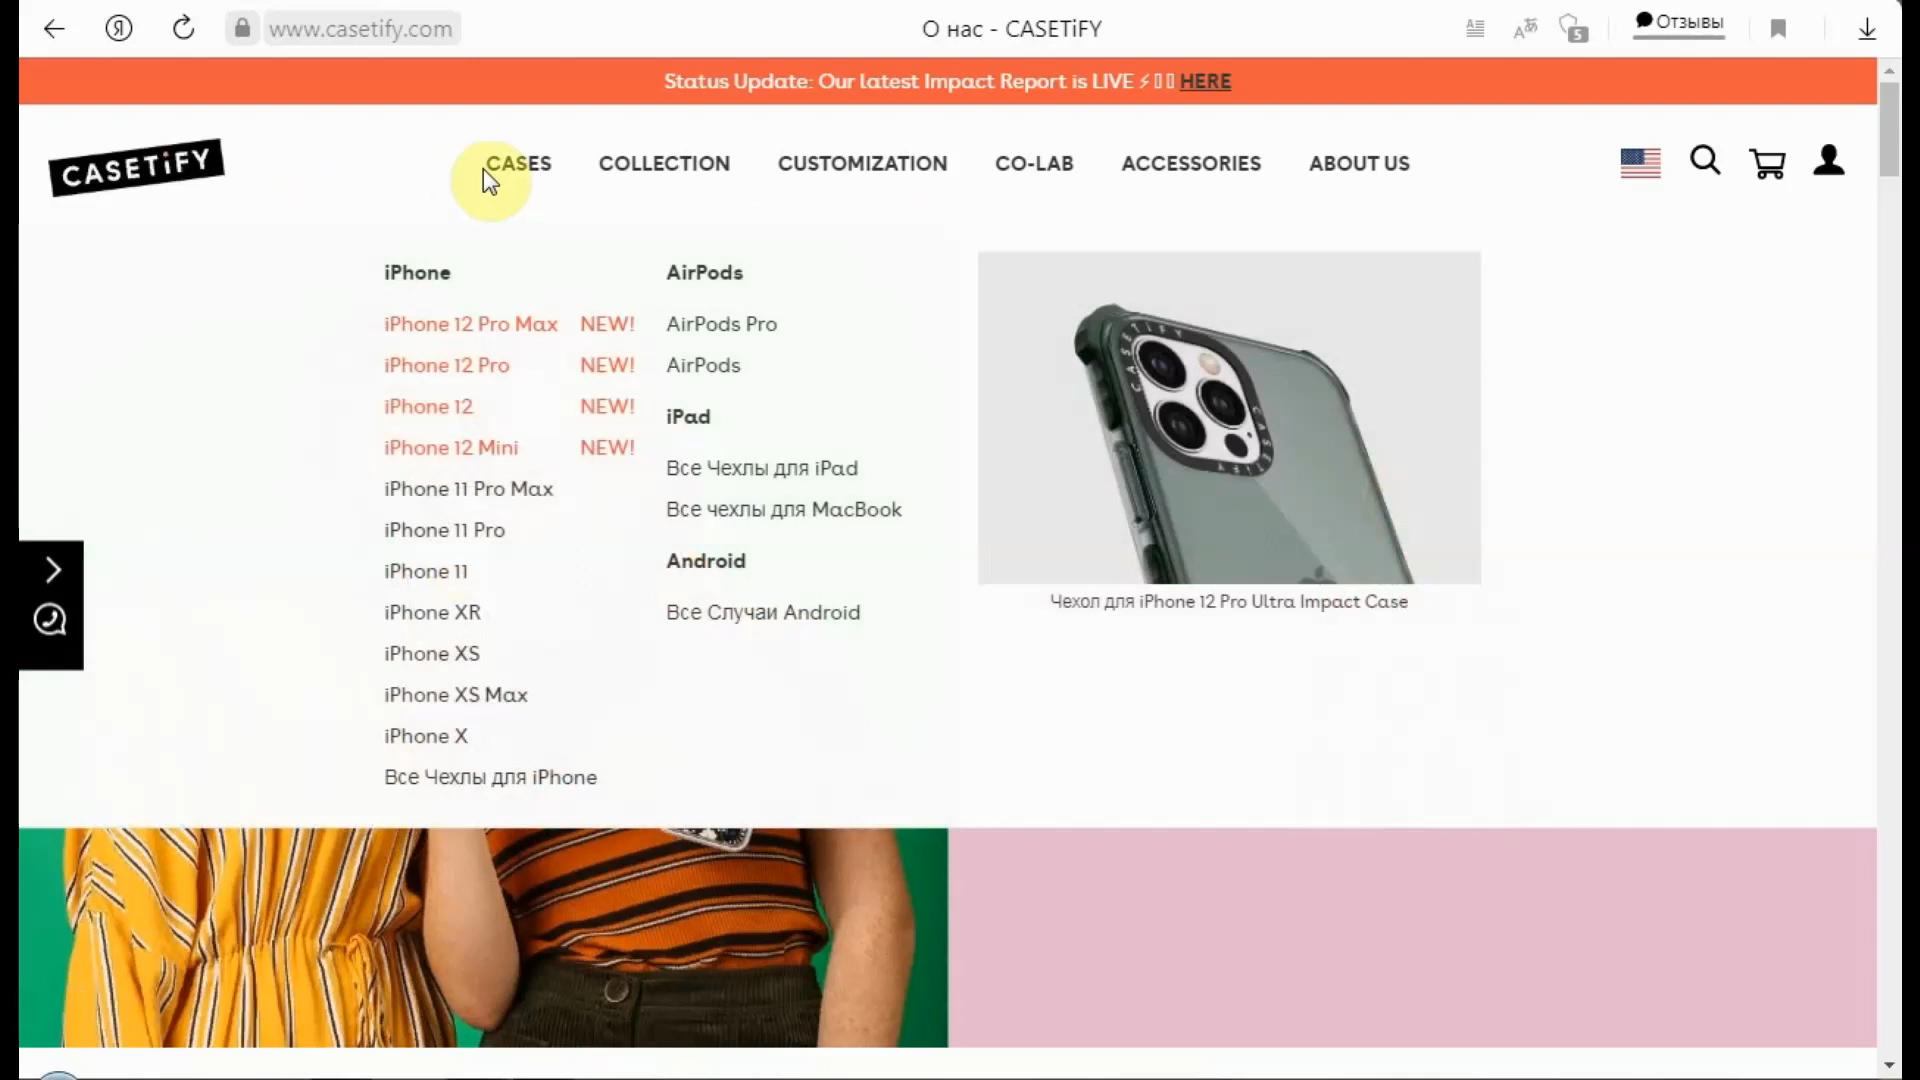 Я
www.casetify.com
О нас - CASETiFY
5
Отзывы
Status Update: Our latest Impact Report is LIVE ⚡ HERE
CASETiFY
CASES
COLLECTION
CUSTOMIZATION
CO-LAB
ACCESSORIES
ABOUT US
iPhone
iPhone 12 Pro Max NEW!
iPhone 12 Pro NEW!
iPhone 12 NEW!
iPhone 12 Mini NEW!
iPhone 11 Pro Max
iPhone 11 Pro
iPhone 11
iPhone XR
iPhone XS
iPhone XS Max
iPhone X
Все Чехлы для iPhone
AirPods
AirPods Pro
AirPods
iPad
Все Чехлы для iPad
Все чехлы для MacBook
Android
Все Случаи Android
CASETIFY
CASETIFY
Чехол для iPhone 12 Pro Ultra Impact Case